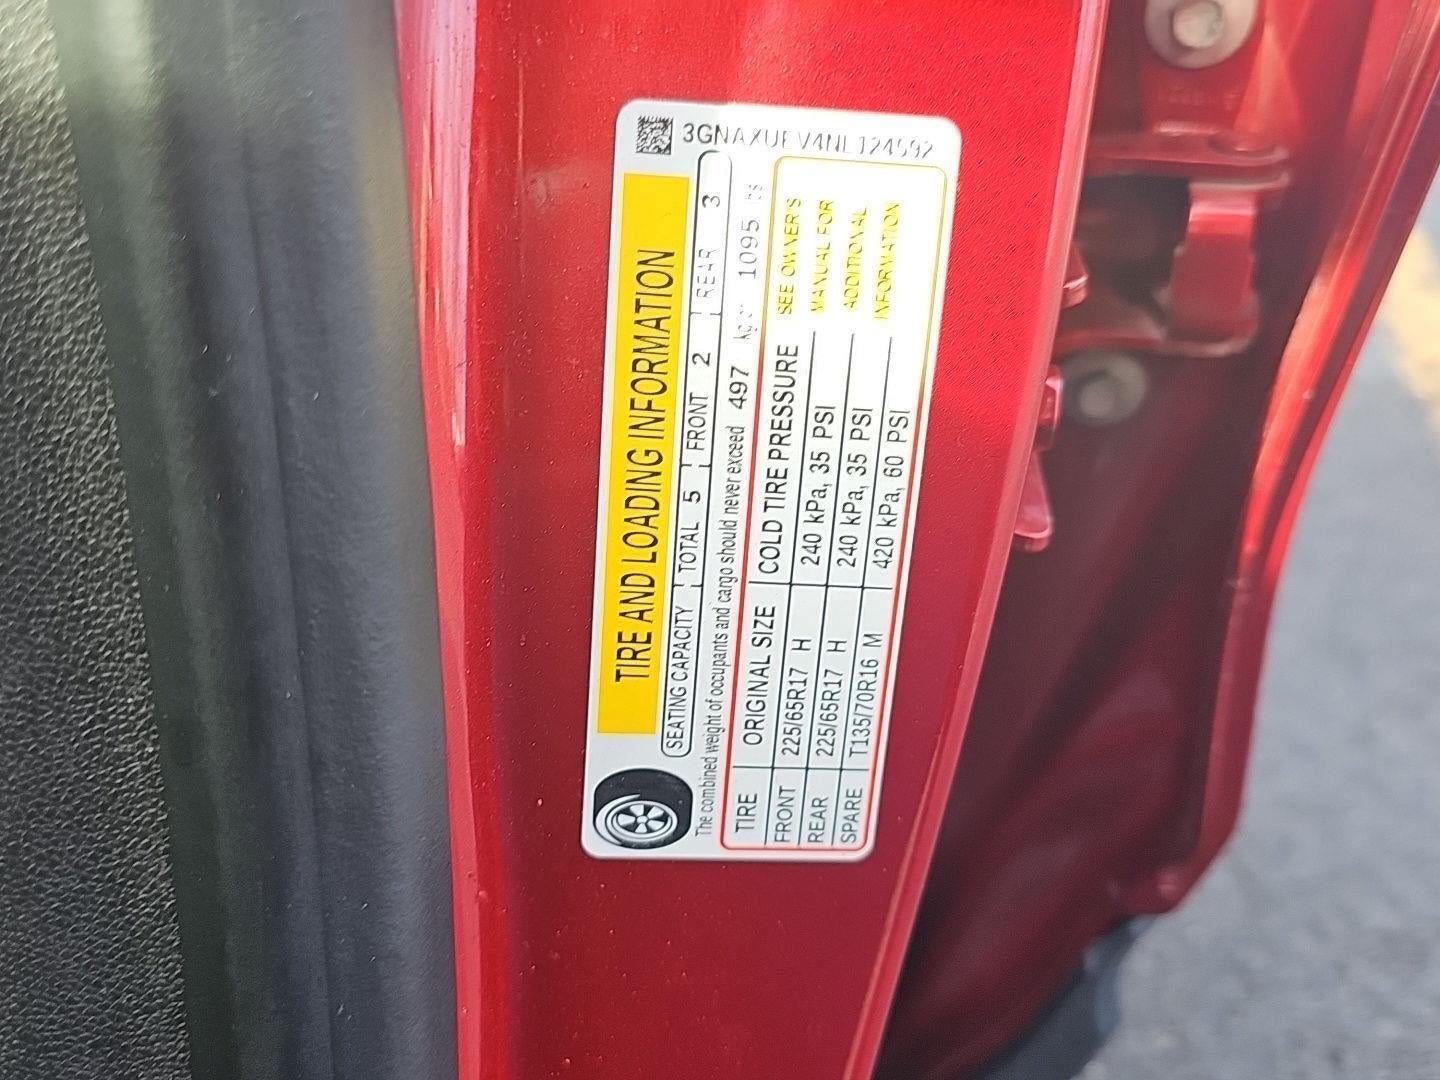 3GNAXUEV4NL124592
TIRE AND LOADING INFORMATION
SEATING CAPACITY TOTAL 5 FRONT 2 REAR 3
The combined weight of occupants and cargo should never exceed 497 kg or 1095
TIRE ORIGINAL SIZE COLD TIRE PRESSURE
FRONT 225/65R17 H 240 kPa, 35 PSI
REAR 225/65R17 H 240 kPa, 35 PSI
SPARE T135/70R16 M 420 kPa, 60 PSI
SEE OWNER'S
MANUAL FOR
ADDITIONAL
INFORMATION